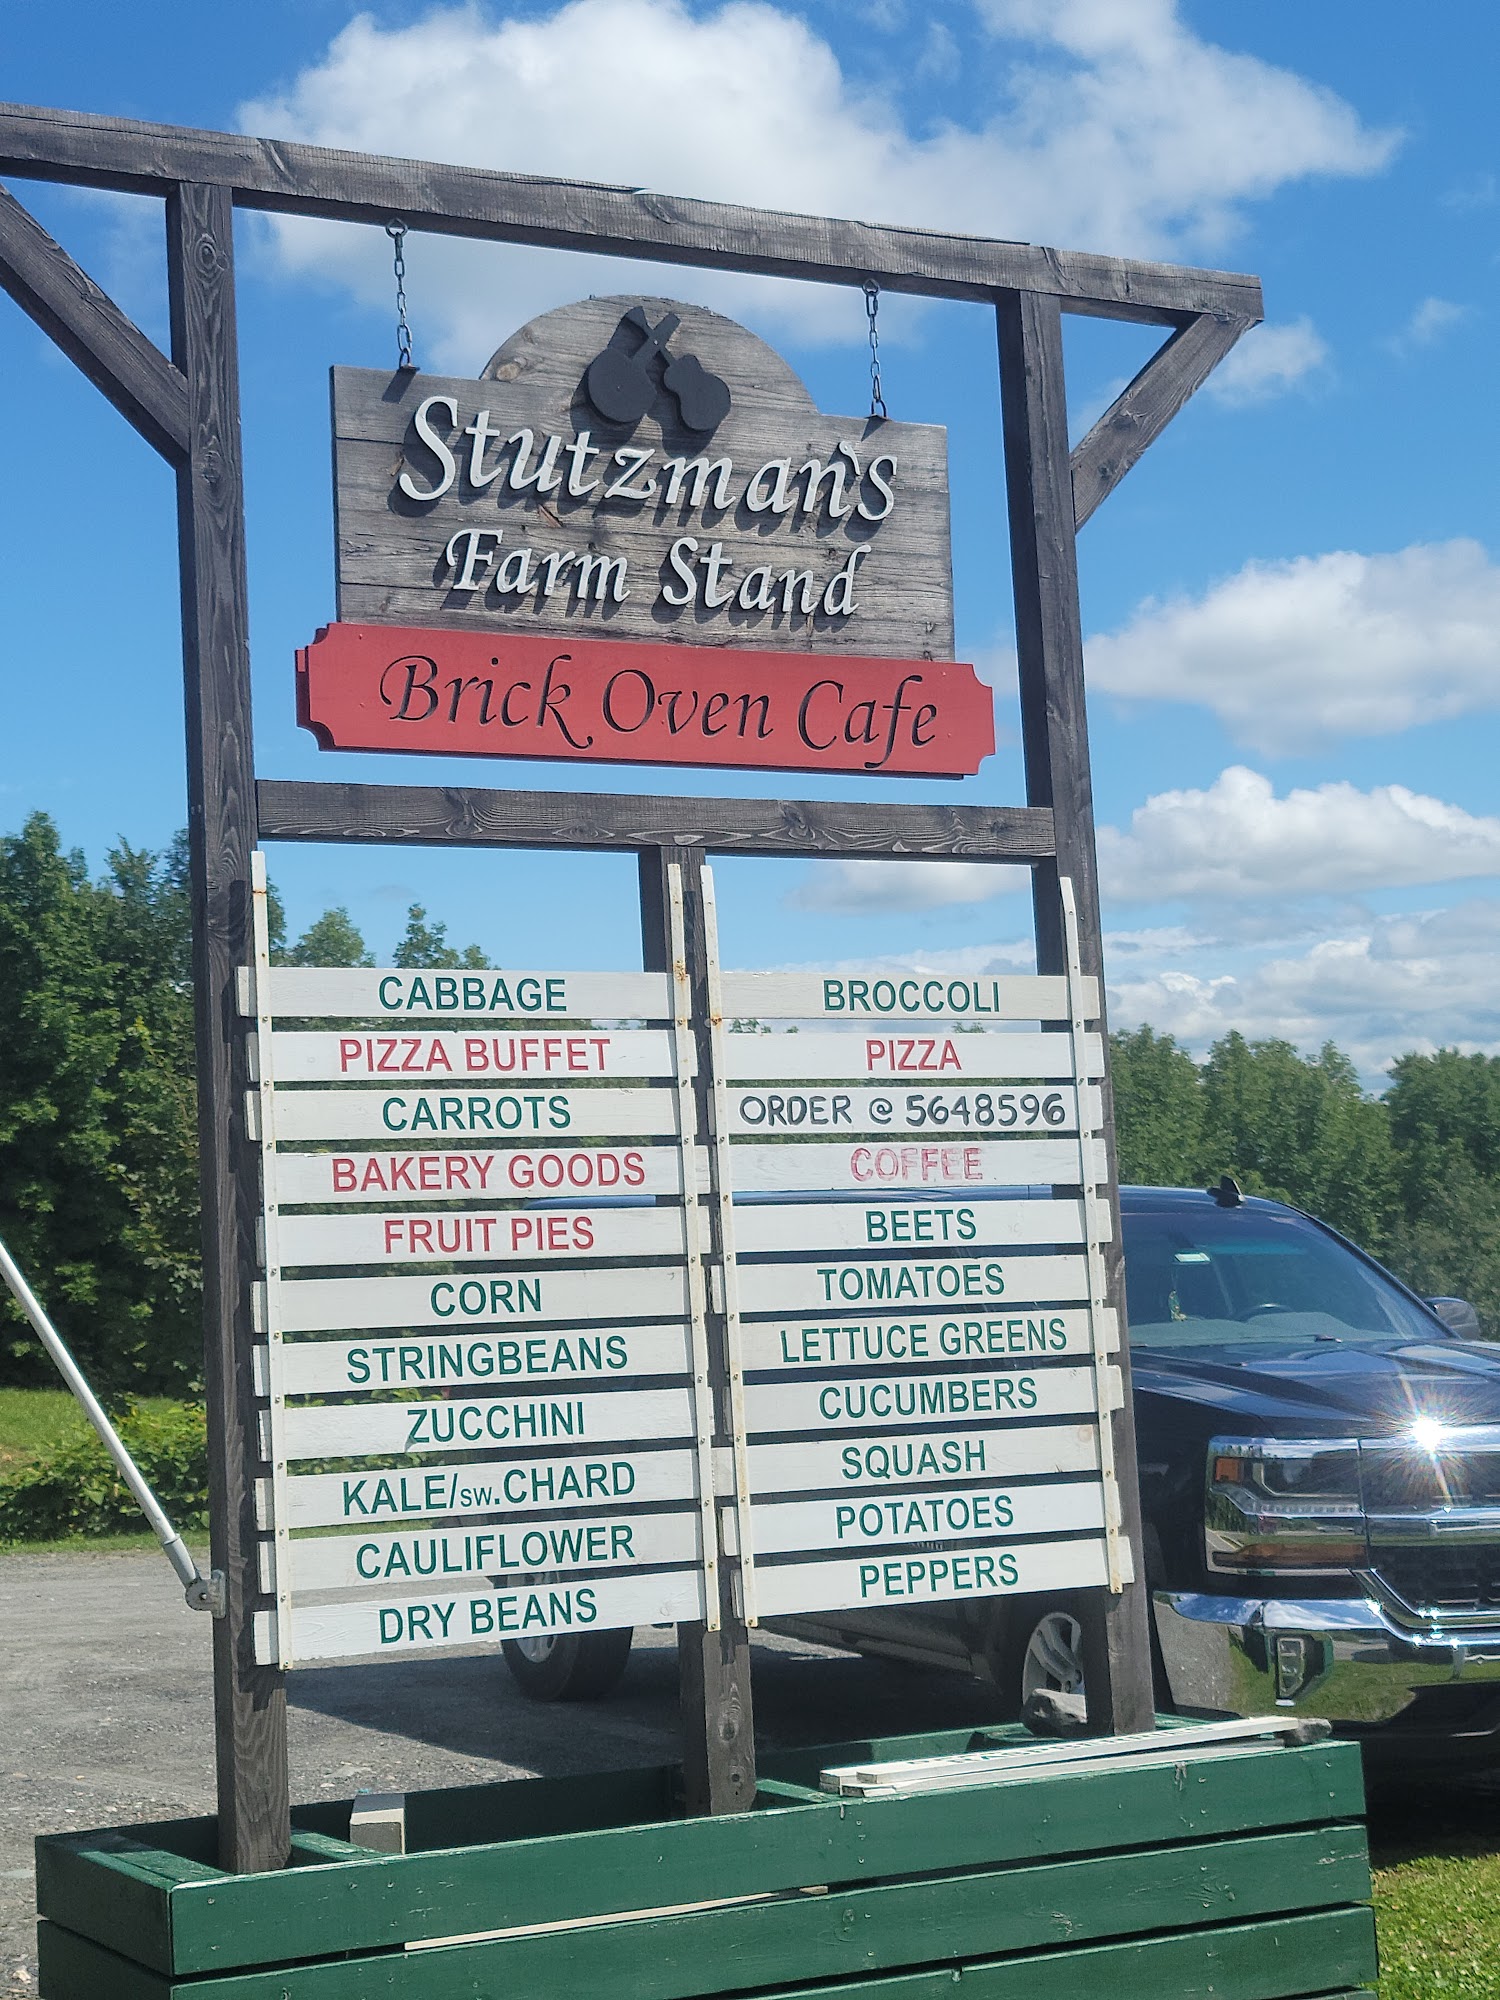 Stutzman's
Farm Stand
Brick Oven Cafe
CABBAGE
PIZZA BUFFET
CARROTS
BAKERY GOODS
FRUIT PIES
CORN
STRINGBEANS
ZUCCHINI
KALE/SW.CHARD
CAULIFLOWER
DRY BEANS
BROCCOLI
PIZZA
ORDER @ 5648596
COFFEE
BEETS
TOMATOES
LETTUCE GREENS
CUCUMBERS
SQUASH
POTATOES
PEPPERS